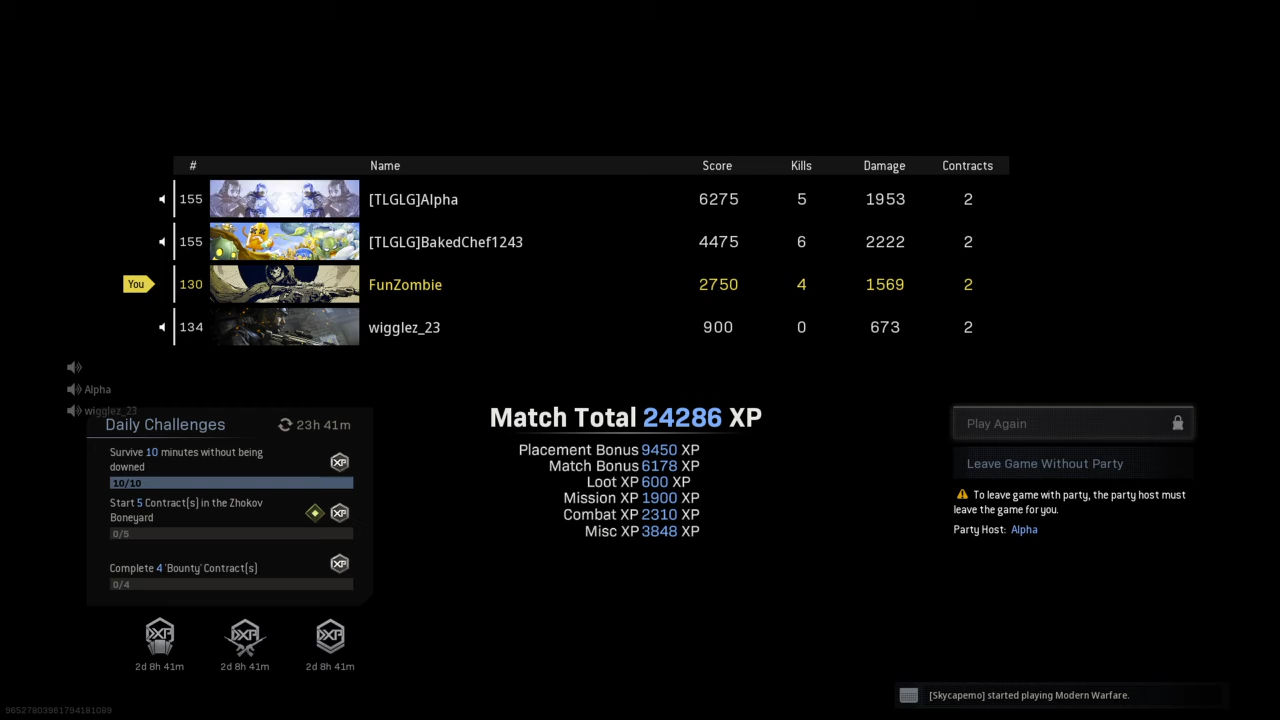 # Name Score Kills Damage Contracts
155 [TLGLG]Alpha 6275 5 1953 2
155 [TLGLG]BakedChef1243 4475 6 2222 2
You 130 FunZombie 2750 4 1569 2
134 wigglez_23 900 0 673 2
Alpha
wigglez_23
Daily Challenges 23h 41m
Survive 10 minutes without being
downed
10/10
Start 5 Contract(s) in the Zhokov
Boneyard
0/5
Complete 4 'Bounty' Contract(s)
0/4
2d 8h 41m 2d 8h 41m 2d 8h 41m
Match Total 24286 XP
Placement Bonus 9450 XP
Match Bonus 6178 XP
Loot XP 600 XP
Mission XP 1900 XP
Combat XP 2310 XP
Misc XP 3848 XP
Play Again
Leave Game Without Party
To leave game with party, the party host must
leave the game for you.
Party Host: Alpha
[Skycapemo] started playing Modern Warfare.